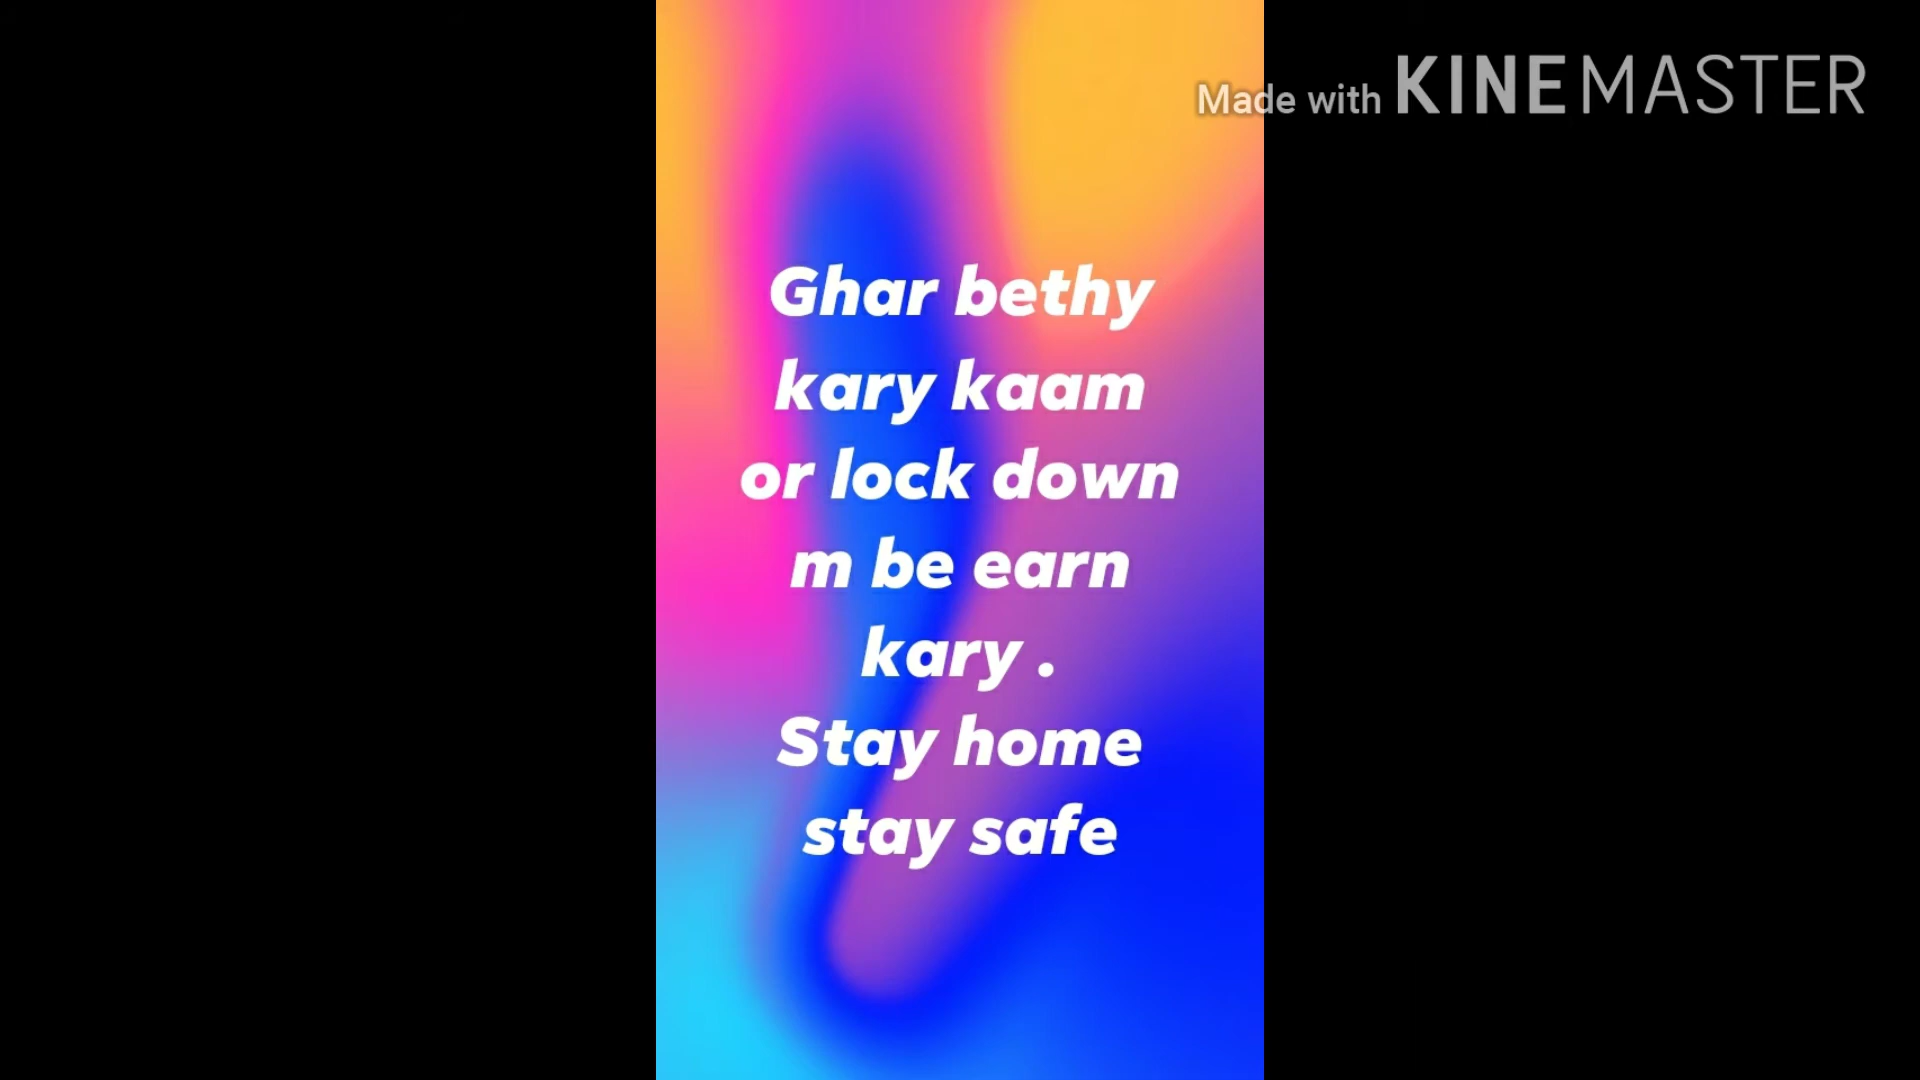 Made with KINEMASTER
Ghar bethy
kary kaam
or lock down
m be earn
kary .
Stay home
stay safe